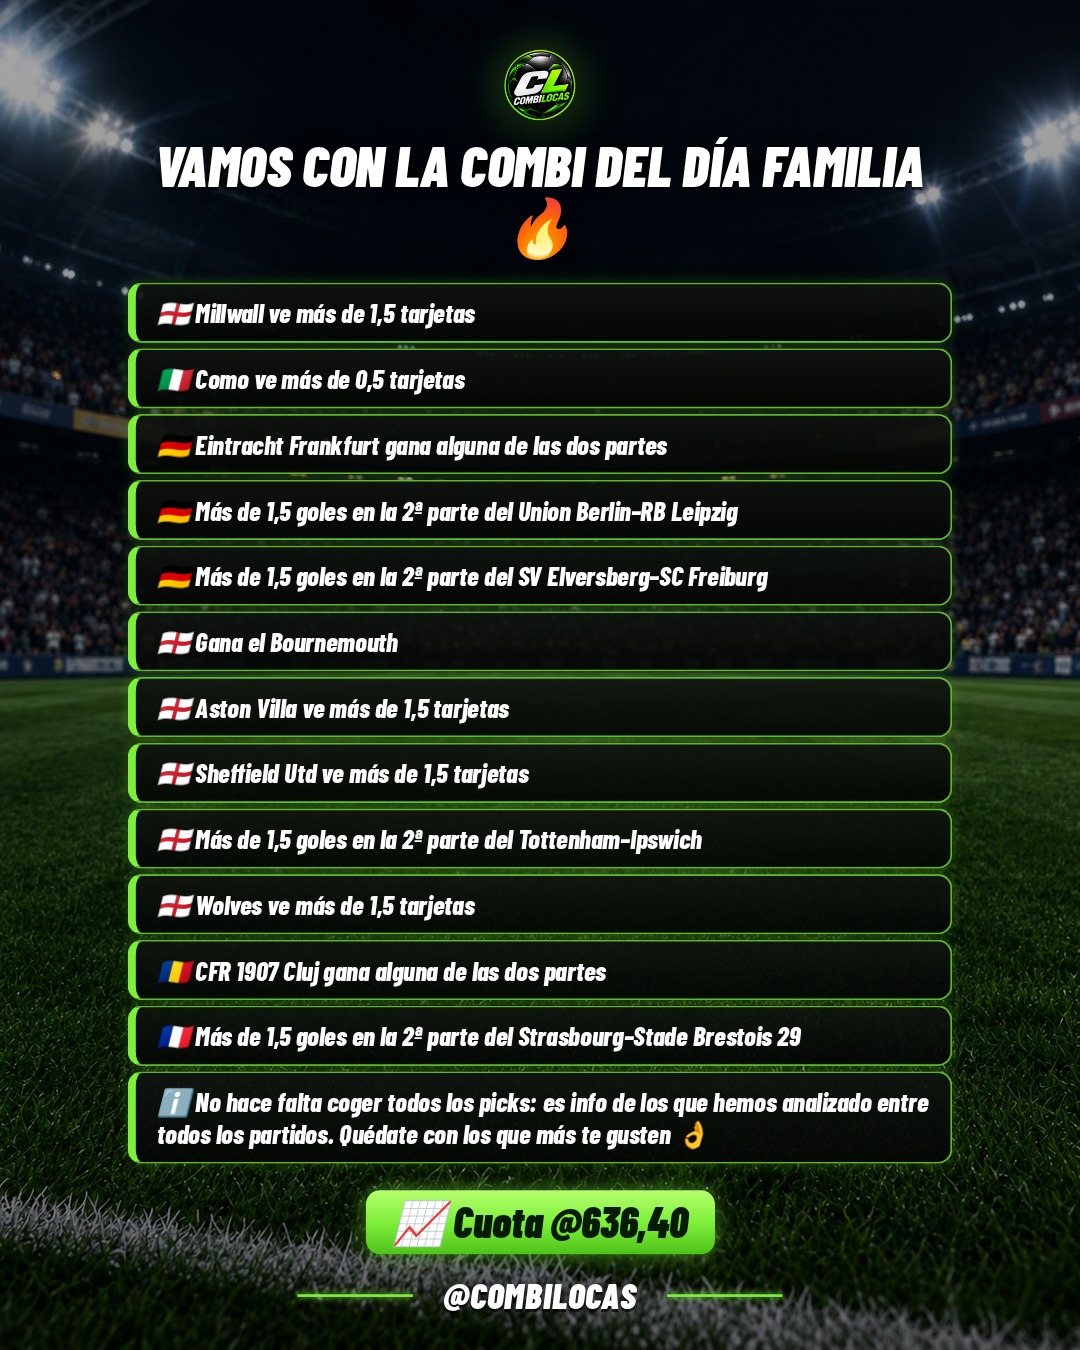 CL
COMBILOCAS
VAMOS CON LA COMBI DEL DÍA FAMILIA
🔥
🏴󠁧󠁢󠁥󠁮󠁧󠁿 Millwall ve más de 1,5 tarjetas
🇮🇹 Como ve más de 0,5 tarjetas
🇩🇪 Eintracht Frankfurt gana alguna de las dos partes
🇩🇪 Más de 1,5 goles en la 2ª parte del Union Berlin-RB Leipzig
🇩🇪 Más de 1,5 goles en la 2ª parte del SV Elversberg-SC Freiburg
🏴󠁧󠁢󠁥󠁮󠁧󠁿 Gana el Bournemouth
🏴󠁧󠁢󠁥󠁮󠁧󠁿 Aston Villa ve más de 1,5 tarjetas
🏴󠁧󠁢󠁥󠁮󠁧󠁿 Sheffield Utd ve más de 1,5 tarjetas
🏴󠁧󠁢󠁥󠁮󠁧󠁿 Más de 1,5 goles en la 2ª parte del Tottenham-Ipswich
🏴󠁧󠁢󠁥󠁮󠁧󠁿 Wolves ve más de 1,5 tarjetas
🇷🇴 CFR 1907 Cluj gana alguna de las dos partes
🇫🇷 Más de 1,5 goles en la 2ª parte del Strasbourg-Stade Brestois 29
ℹ️ No hace falta coger todos los picks: es info de los que hemos analizado entre
todos los partidos. Quédate con los que más te gusten 👌
📈 Cuota @636,40
@COMBILOCAS